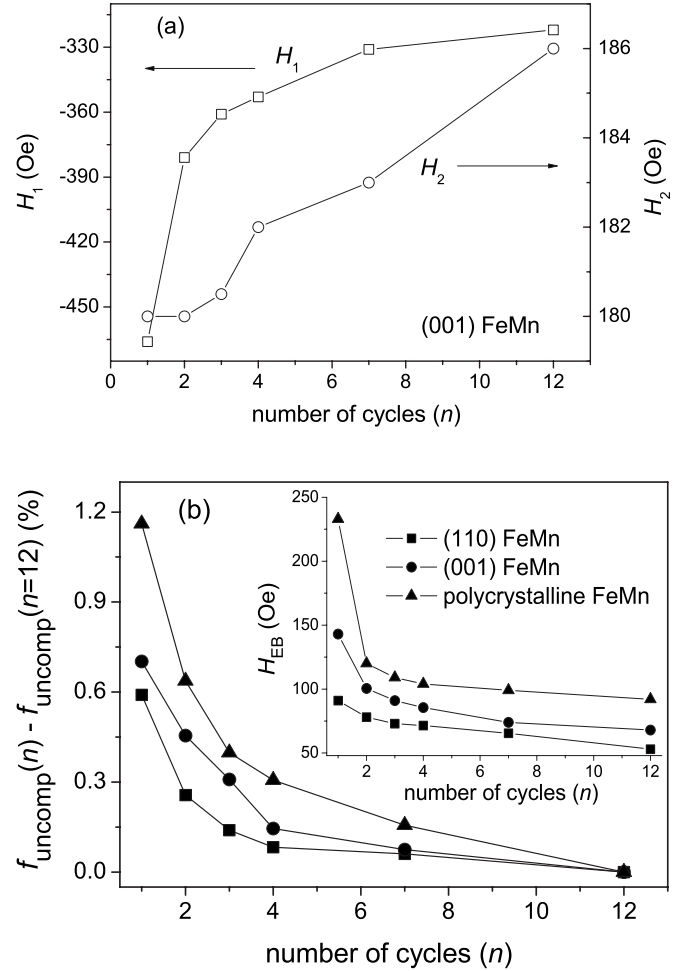 (a)
H₁
H₂
(001) FeMn
-330
-360
-390
-420
-450
H₁ (Oe)
186
184
182
180
H₂ (Oe)
0 2 4 6 8 10 12
number of cycles (n)
(b)
1.2
0.9
0.6
0.3
0.0
f_uncomp(n) - f_uncomp(n=12) (%)
250
200
150
100
50
H_EB (Oe)
(110) FeMn
(001) FeMn
polycrystalline FeMn
2 4 6 8 10 12
number of cycles (n)
2 4 6 8 10 12
number of cycles (n)